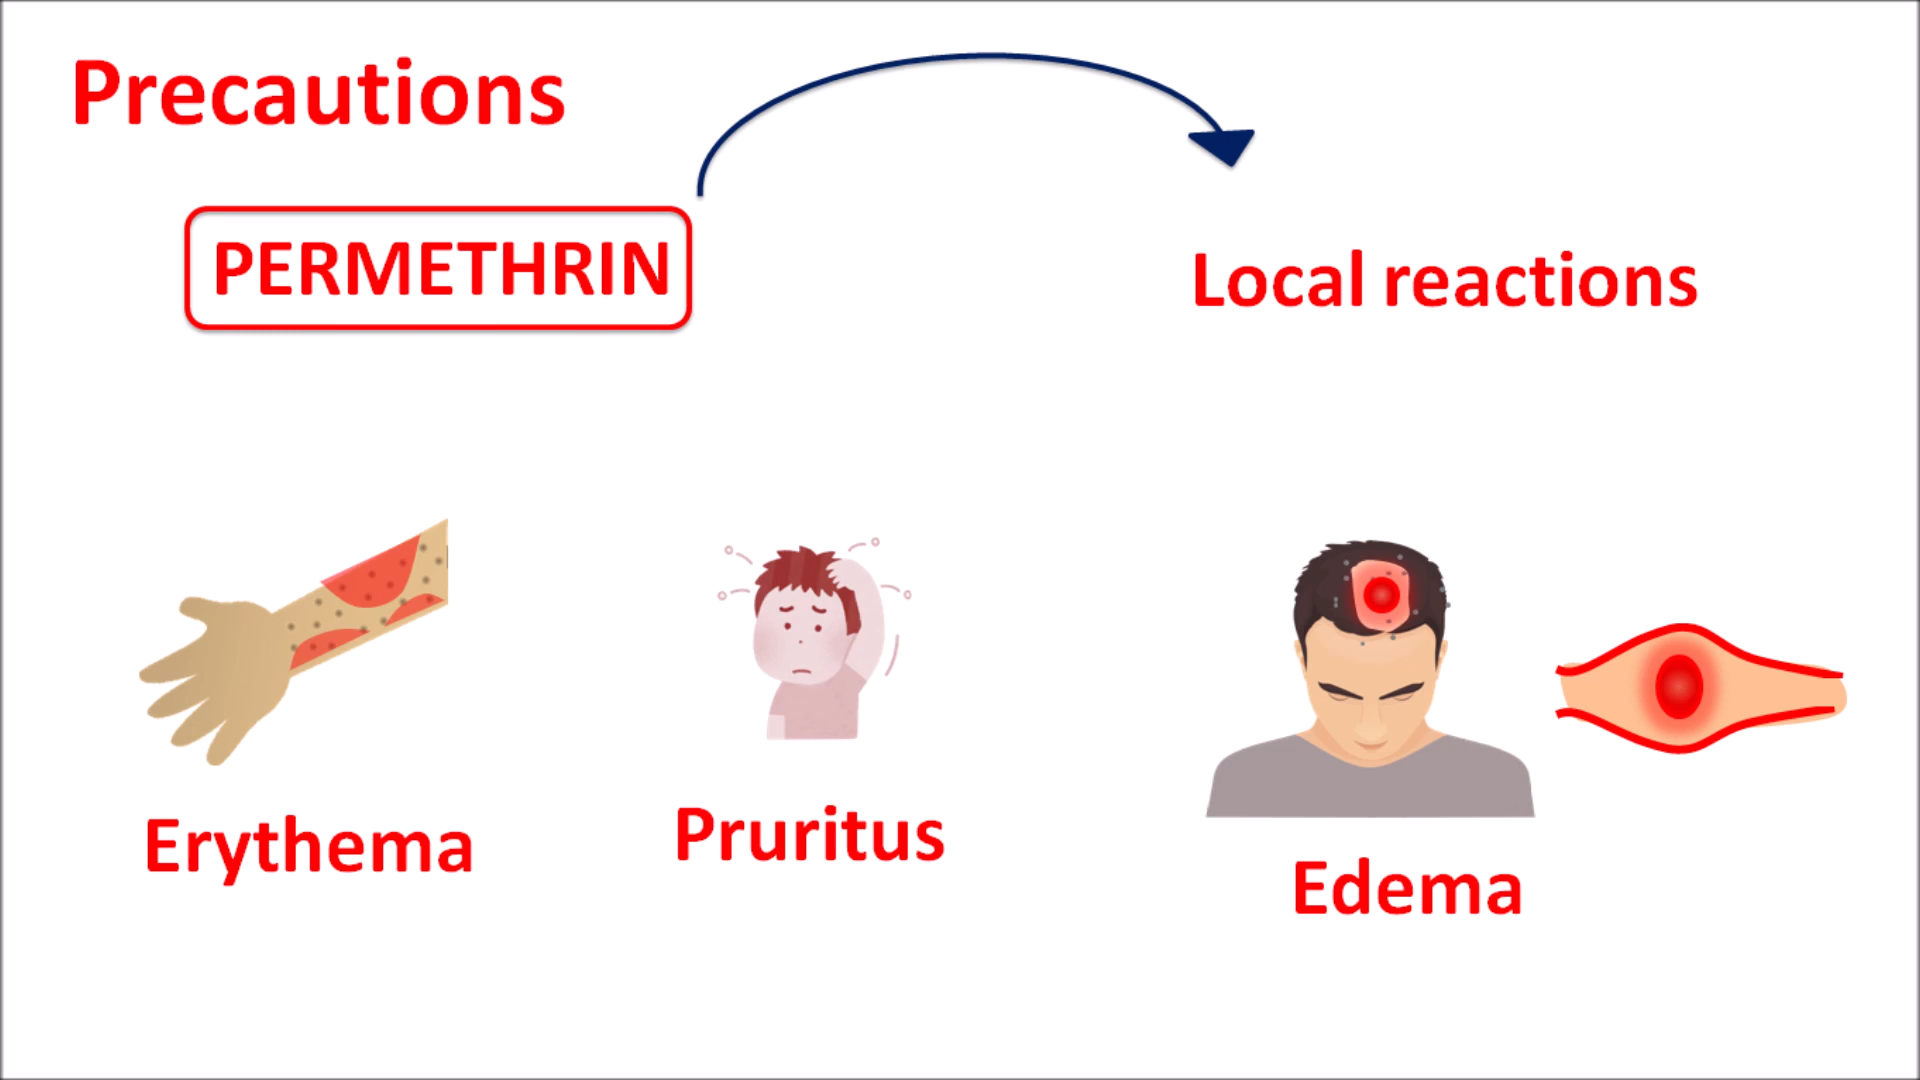 Precautions
PERMETHRIN
Local reactions
Erythema
Pruritus
Edema